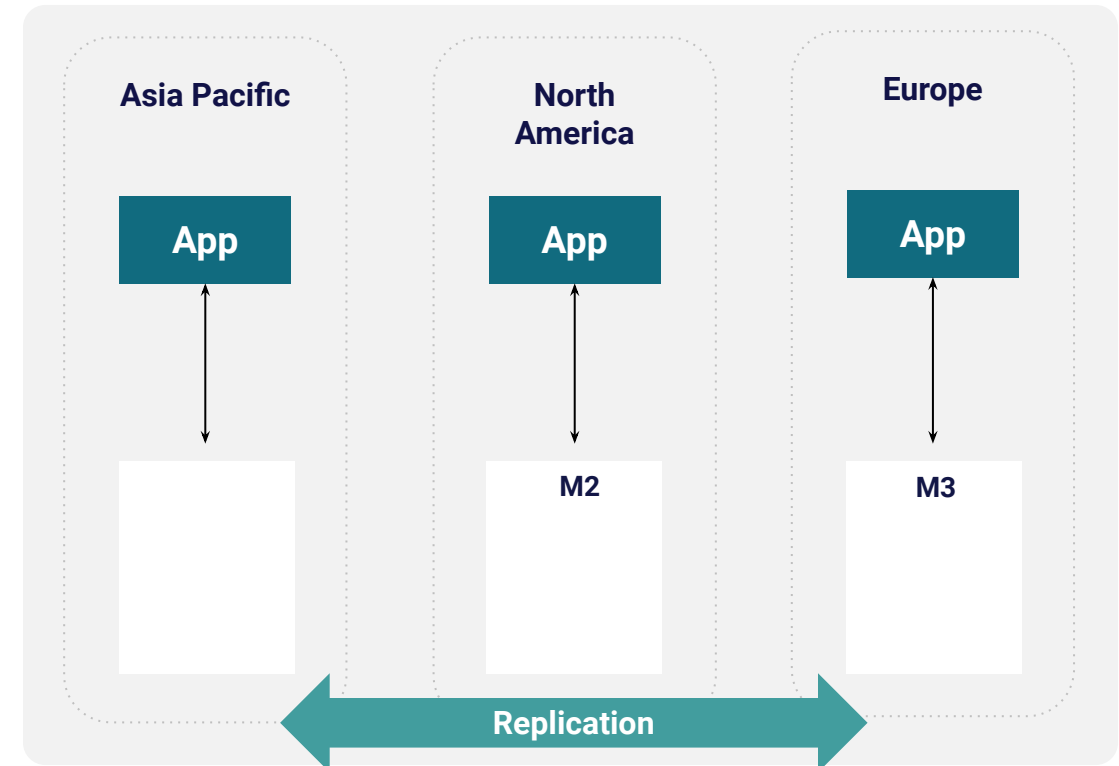 Asia Pacific
North
America
Europe
App
App
App
M2
M3
Replication